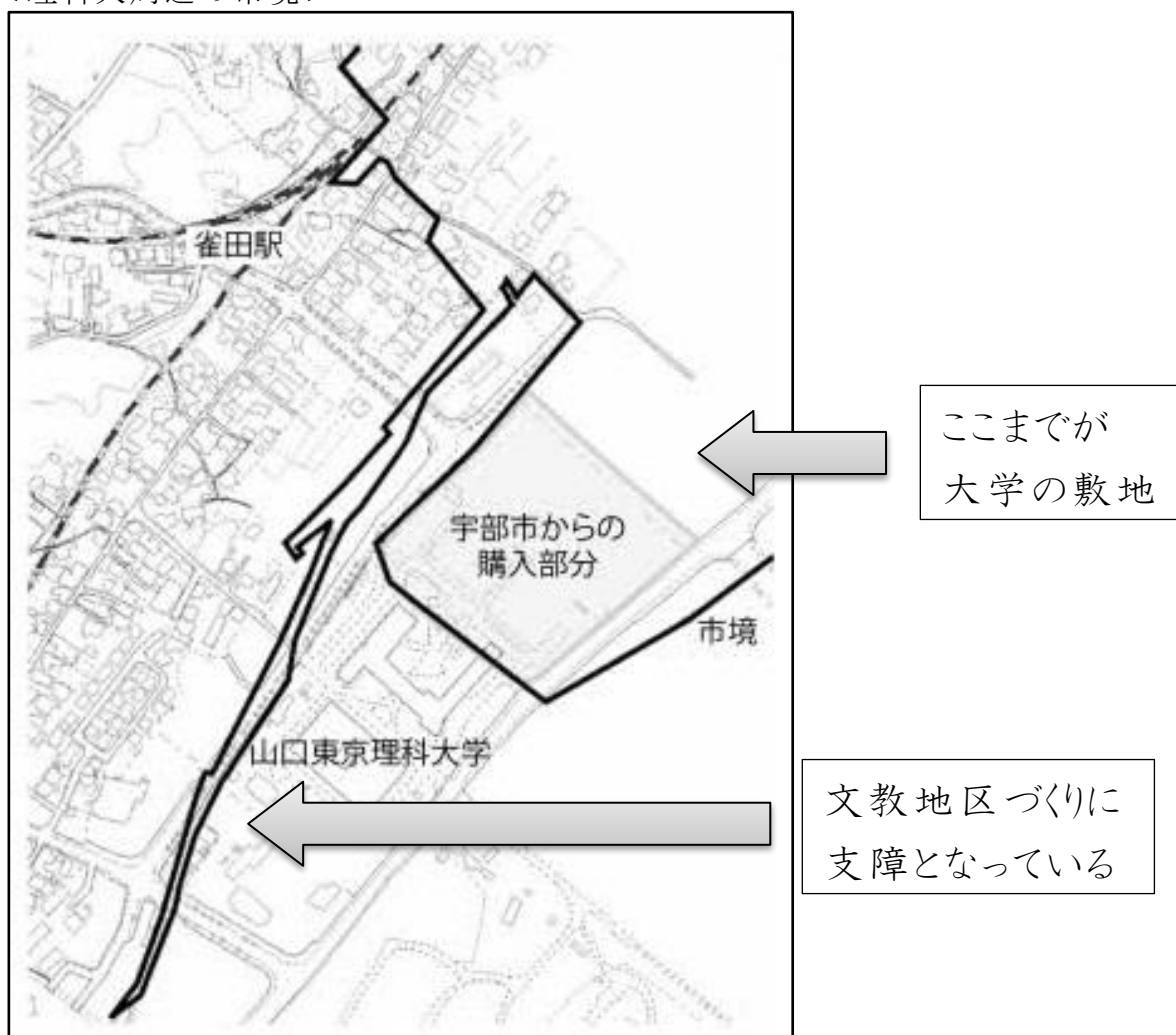 雀田駅
ここまでが
大学の敷地
宇部市からの
購入部分
市境
山口東京理科大学
文教地区づくりに
支障となっている
1